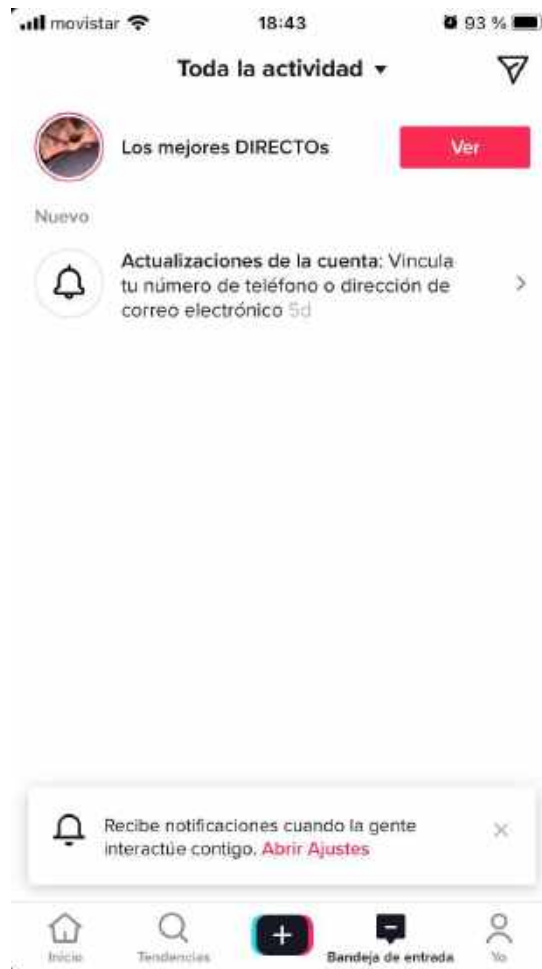 movistar 18:43 93 %
Toda la actividad
Los mejores DIRECTOs Ver
Nuevo
Actualizaciones de la cuenta: Vincula
tu número de teléfono o dirección de
correo electrónico 5d
Recibe notificaciones cuando la gente
interactúe contigo. Abrir Ajustes
Inicio Tendencias Bandeja de entrada Yo